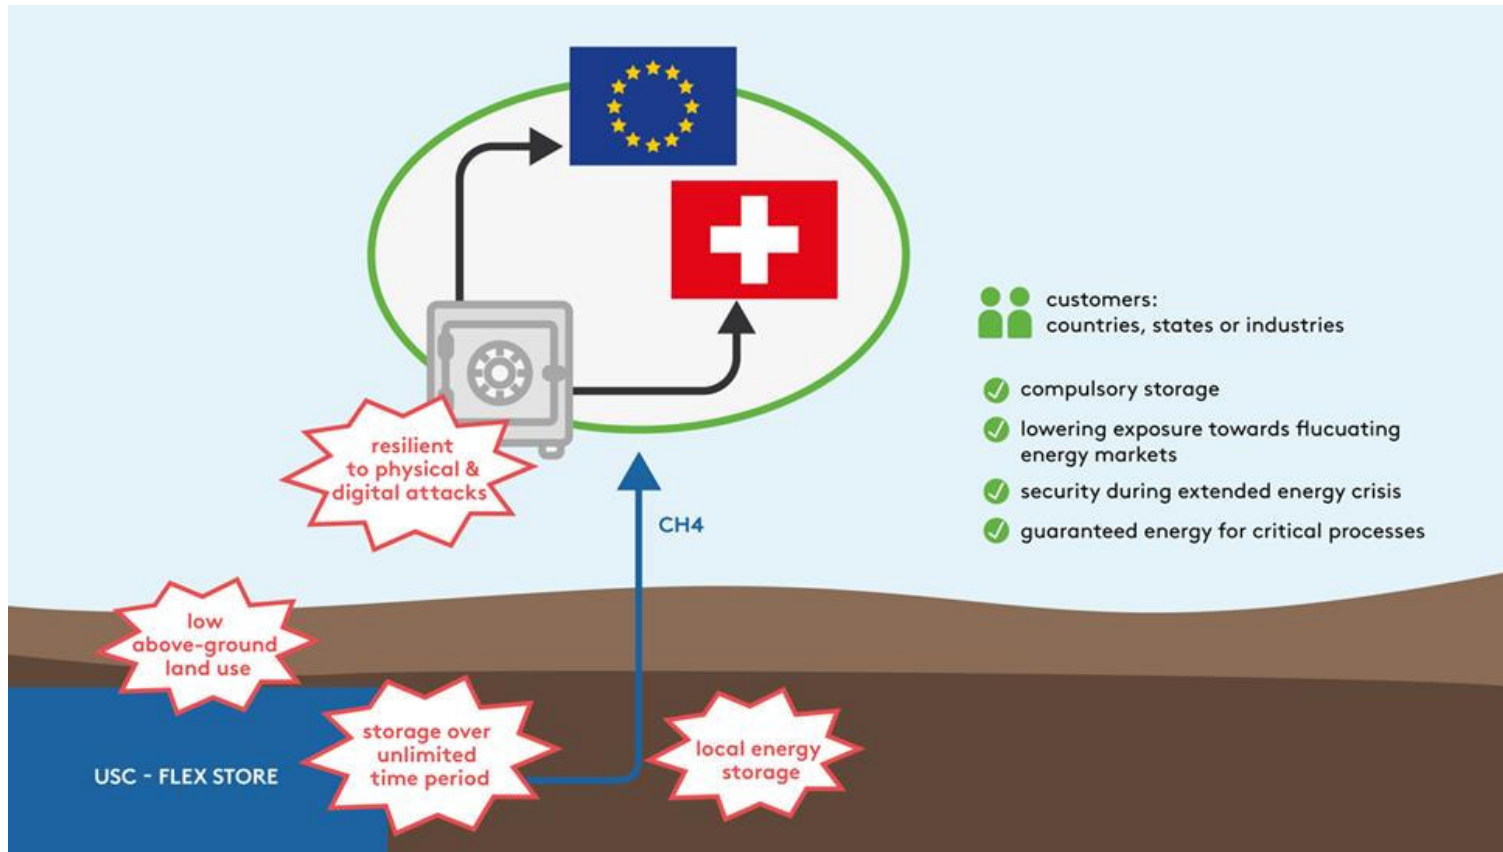 customers:
countries, states or industries
compulsory storage
lowering exposure towards flucuating
energy markets
security during extended energy crisis
guaranteed energy for critical processes
resilient
to physical &
digital attacks
CH4
low
above-ground
land use
storage over
unlimited
time period
local energy
storage
USC - FLEX STORE